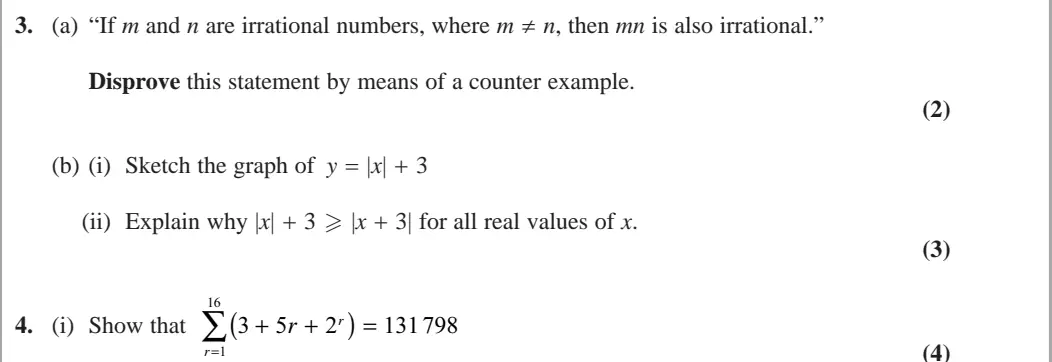 3. (a) “If m and n are irrational numbers, where m ≠ n, then mn is also irrational.”
Disprove this statement by means of a counter example.
(2)
(b) (i) Sketch the graph of y = |x| + 3
(ii) Explain why |x| + 3 ⩾ |x + 3| for all real values of x.
(3)
4. (i) Show that ∑_{r=1}^{16} (3 + 5r + 2^r) = 131 798
(4)